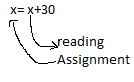 x= x+30
reading
Assignment